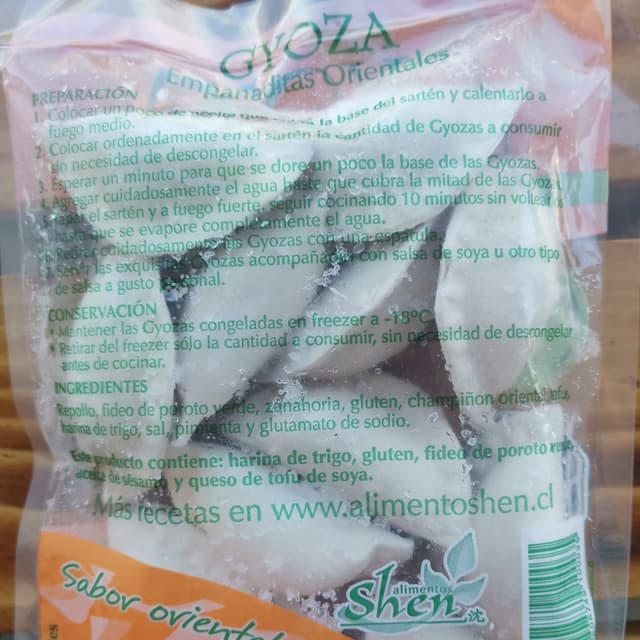 GYOZA
Empanaditas Orientales
PREPARACIÓN
1. Colocar un poco de aceite que cubra la base del sartén y calentarlo a
fuego medio.
2. Colocar ordenadamente en el sartén la cantidad de Gyozas a consumir
sin necesidad de descongelar.
3. Esperar un minuto para que se dore un poco la base de las Gyozas.
4. Agregar cuidadosamente el agua hasta que cubra la mitad de las Gyozas
el sartén y a fuego fuerte, seguir cocinando 10 minutos sin voltear
hasta que se evapore completamente el agua.
Retirar cuidadosamente las Gyozas con espátula.
Servir las exquisitas Gyozas acompañadas con salsa de soya u otro tipo
de salsa a gusto personal.
CONSERVACIÓN
* Mantener las Gyozas congeladas en freezer a -18°C
* Retirar del freezer sólo la cantidad a consumir, sin necesidad de descongelar
antes de cocinar.
INGREDIENTES
Repollo, fideo de poroto verde, zanahoria, gluten, champiñon oriental, tofu,
harina de trigo, sal, pimienta y glutamato de sodio.
Este producto contiene: harina de trigo, gluten, fideo de poroto
aceite de sésamo y queso de tofu de soya.
Más recetas en www.alimentoshen.cl
Sabor oriental
alimentos
Shen 沈